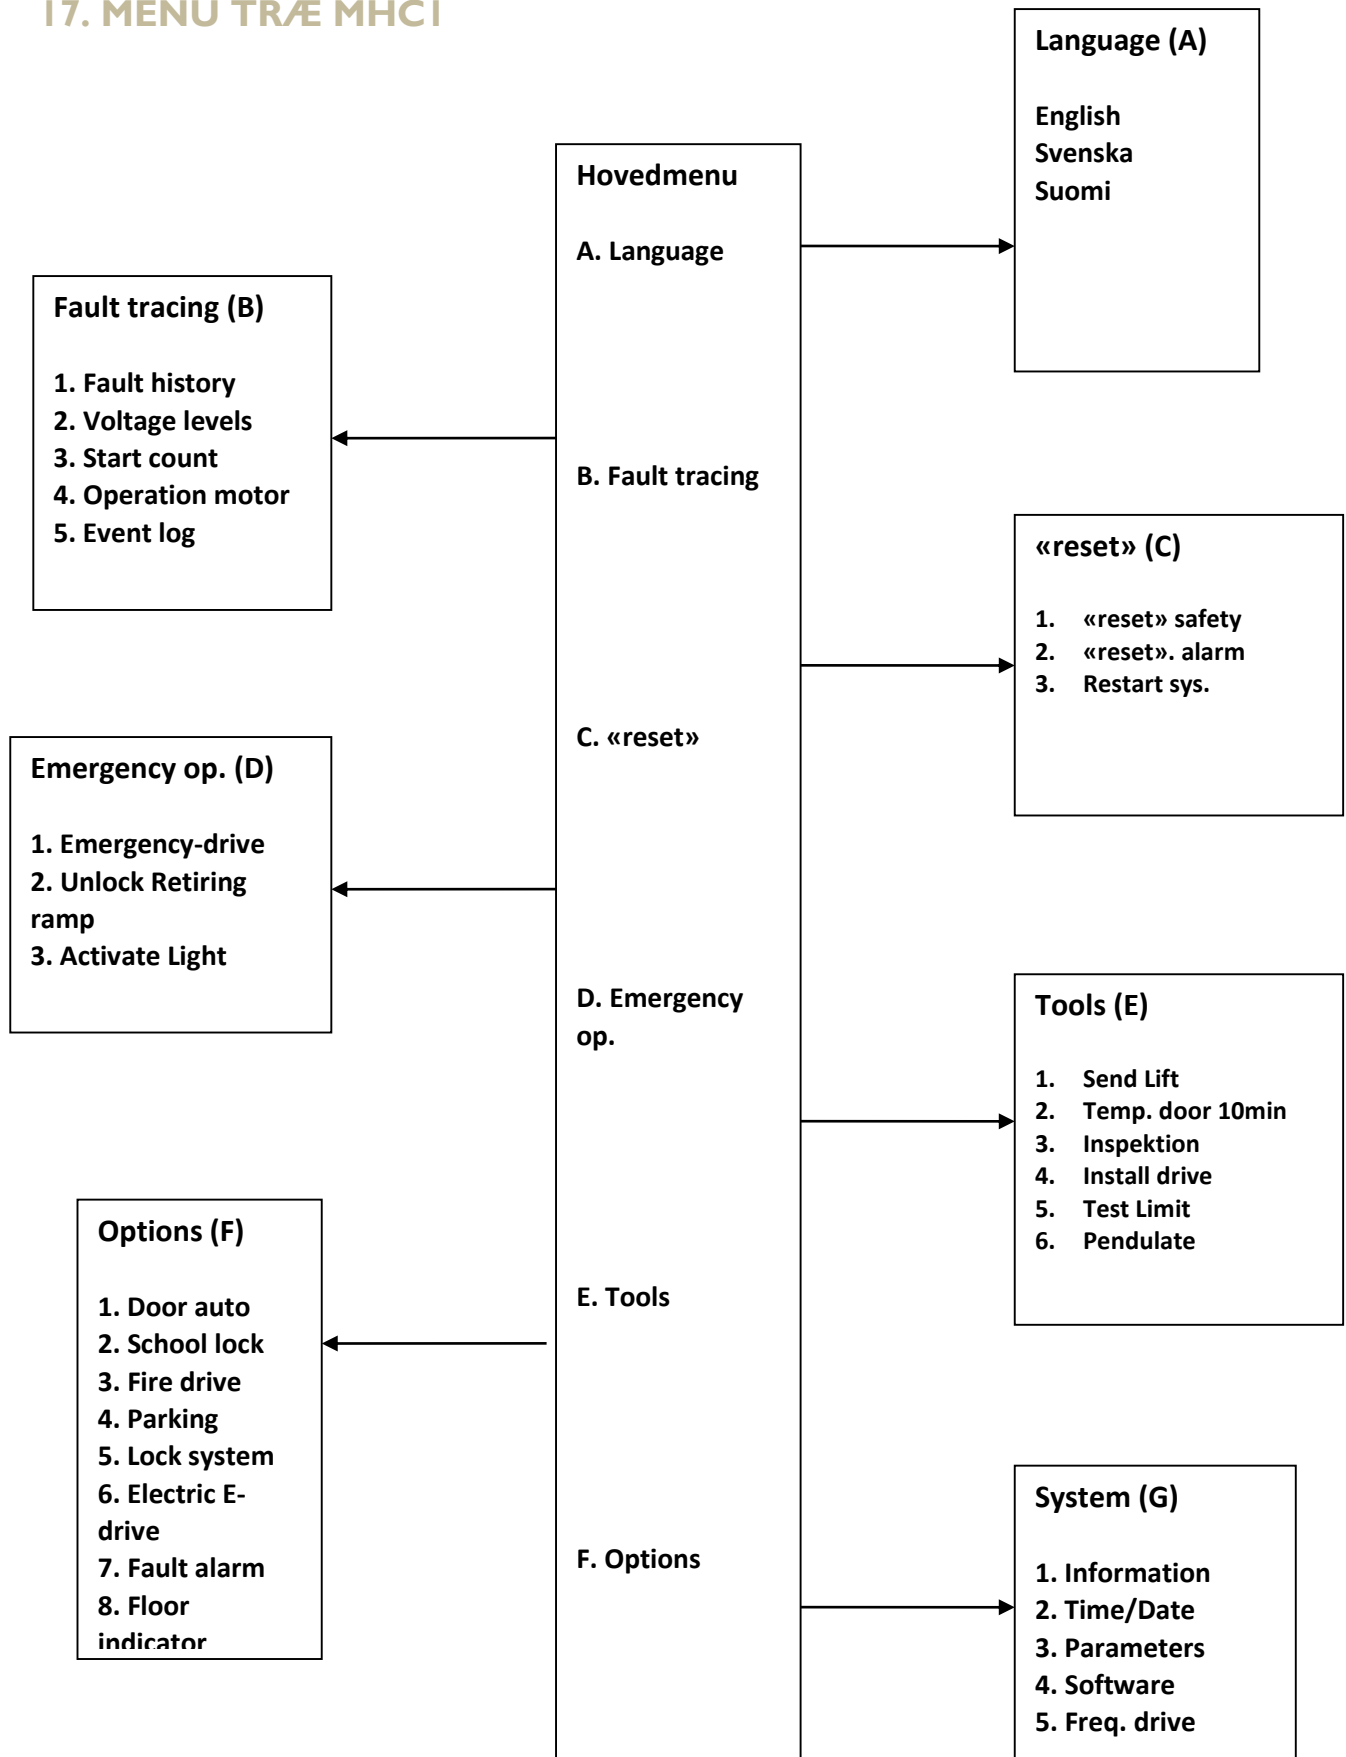 17. MENU TRÆ MHC1
Language (A)
English
Svenska
Suomi
Hovedmenu
A. Language
B. Fault tracing
C. «reset»
D. Emergency
op.
E. Tools
F. Options
Fault tracing (B)
1. Fault history
2. Voltage levels
3. Start count
4. Operation motor
5. Event log
«reset» (C)
1. «reset» safety
2. «reset». alarm
3. Restart sys.
Emergency op. (D)
1. Emergency-drive
2. Unlock Retiring
ramp
3. Activate Light
Tools (E)
1. Send Lift
2. Temp. door 10min
3. Inspektion
4. Install drive
5. Test Limit
6. Pendulate
Options (F)
1. Door auto
2. School lock
3. Fire drive
4. Parking
5. Lock system
6. Electric E-
drive
7. Fault alarm
8. Floor
indicator
System (G)
1. Information
2. Time/Date
3. Parameters
4. Software
5. Freq. drive